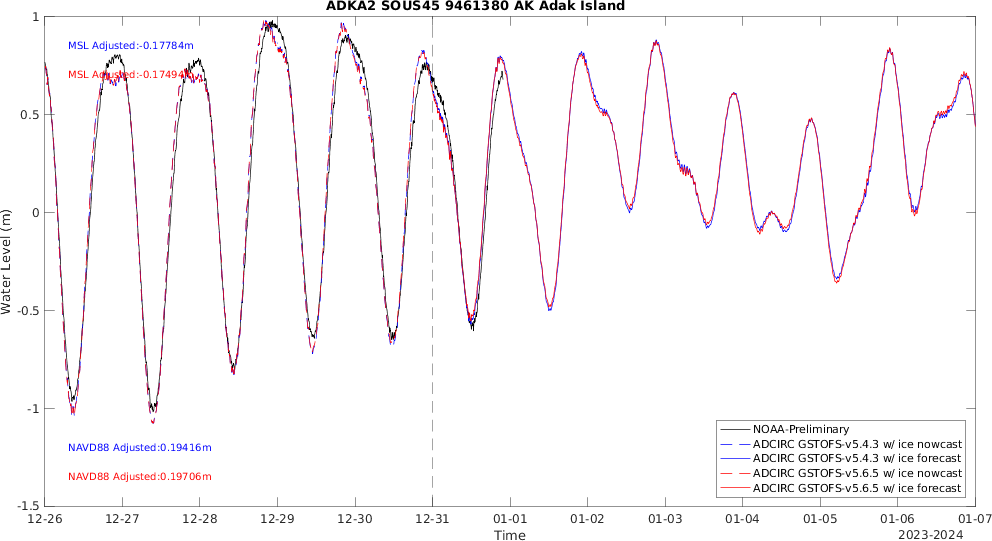 ADKA2 SOUS45 9461380 AK Adak Island
MSL Adjusted:-0.17784m
MSL Adjusted:-0.17494m
NAVD88 Adjusted:0.19416m
NAVD88 Adjusted:0.19706m
Water Level (m)
1
0.5
0
-0.5
-1
-1.5
NOAA-Preliminary
ADCIRC GSTOFS-v5.4.3 w/ ice nowcast
ADCIRC GSTOFS-v5.4.3 w/ ice forecast
ADCIRC GSTOFS-v5.6.5 w/ ice nowcast
ADCIRC GSTOFS-v5.6.5 w/ ice forecast
12-26 12-27 12-28 12-29 12-30 12-31 01-01 01-02 01-03 01-04 01-05 01-06 01-07
Time
2023-2024